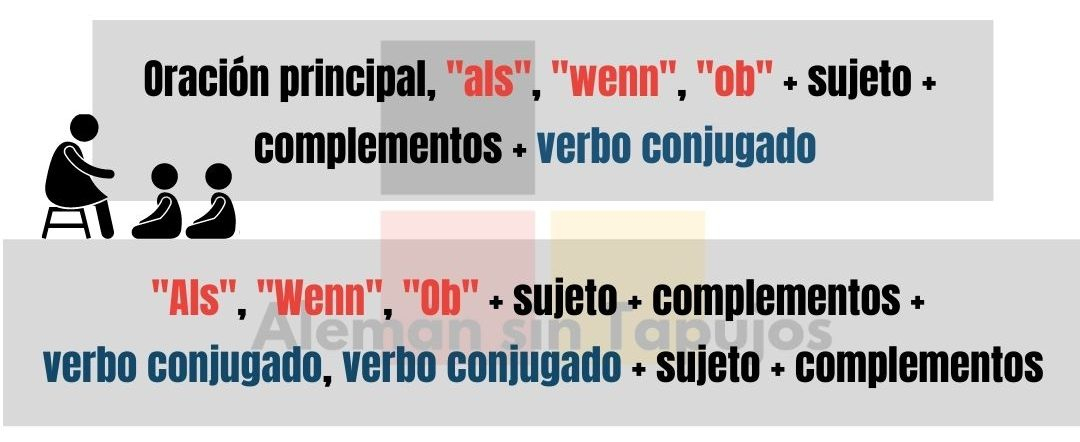 Oración principal, "als", "wenn", "ob" + sujeto +
complementos + verbo conjugado
"Als", "Wenn", "Ob" + sujeto + complementos +
Alemán sin Tapujos
verbo conjugado, verbo conjugado + sujeto + complementos